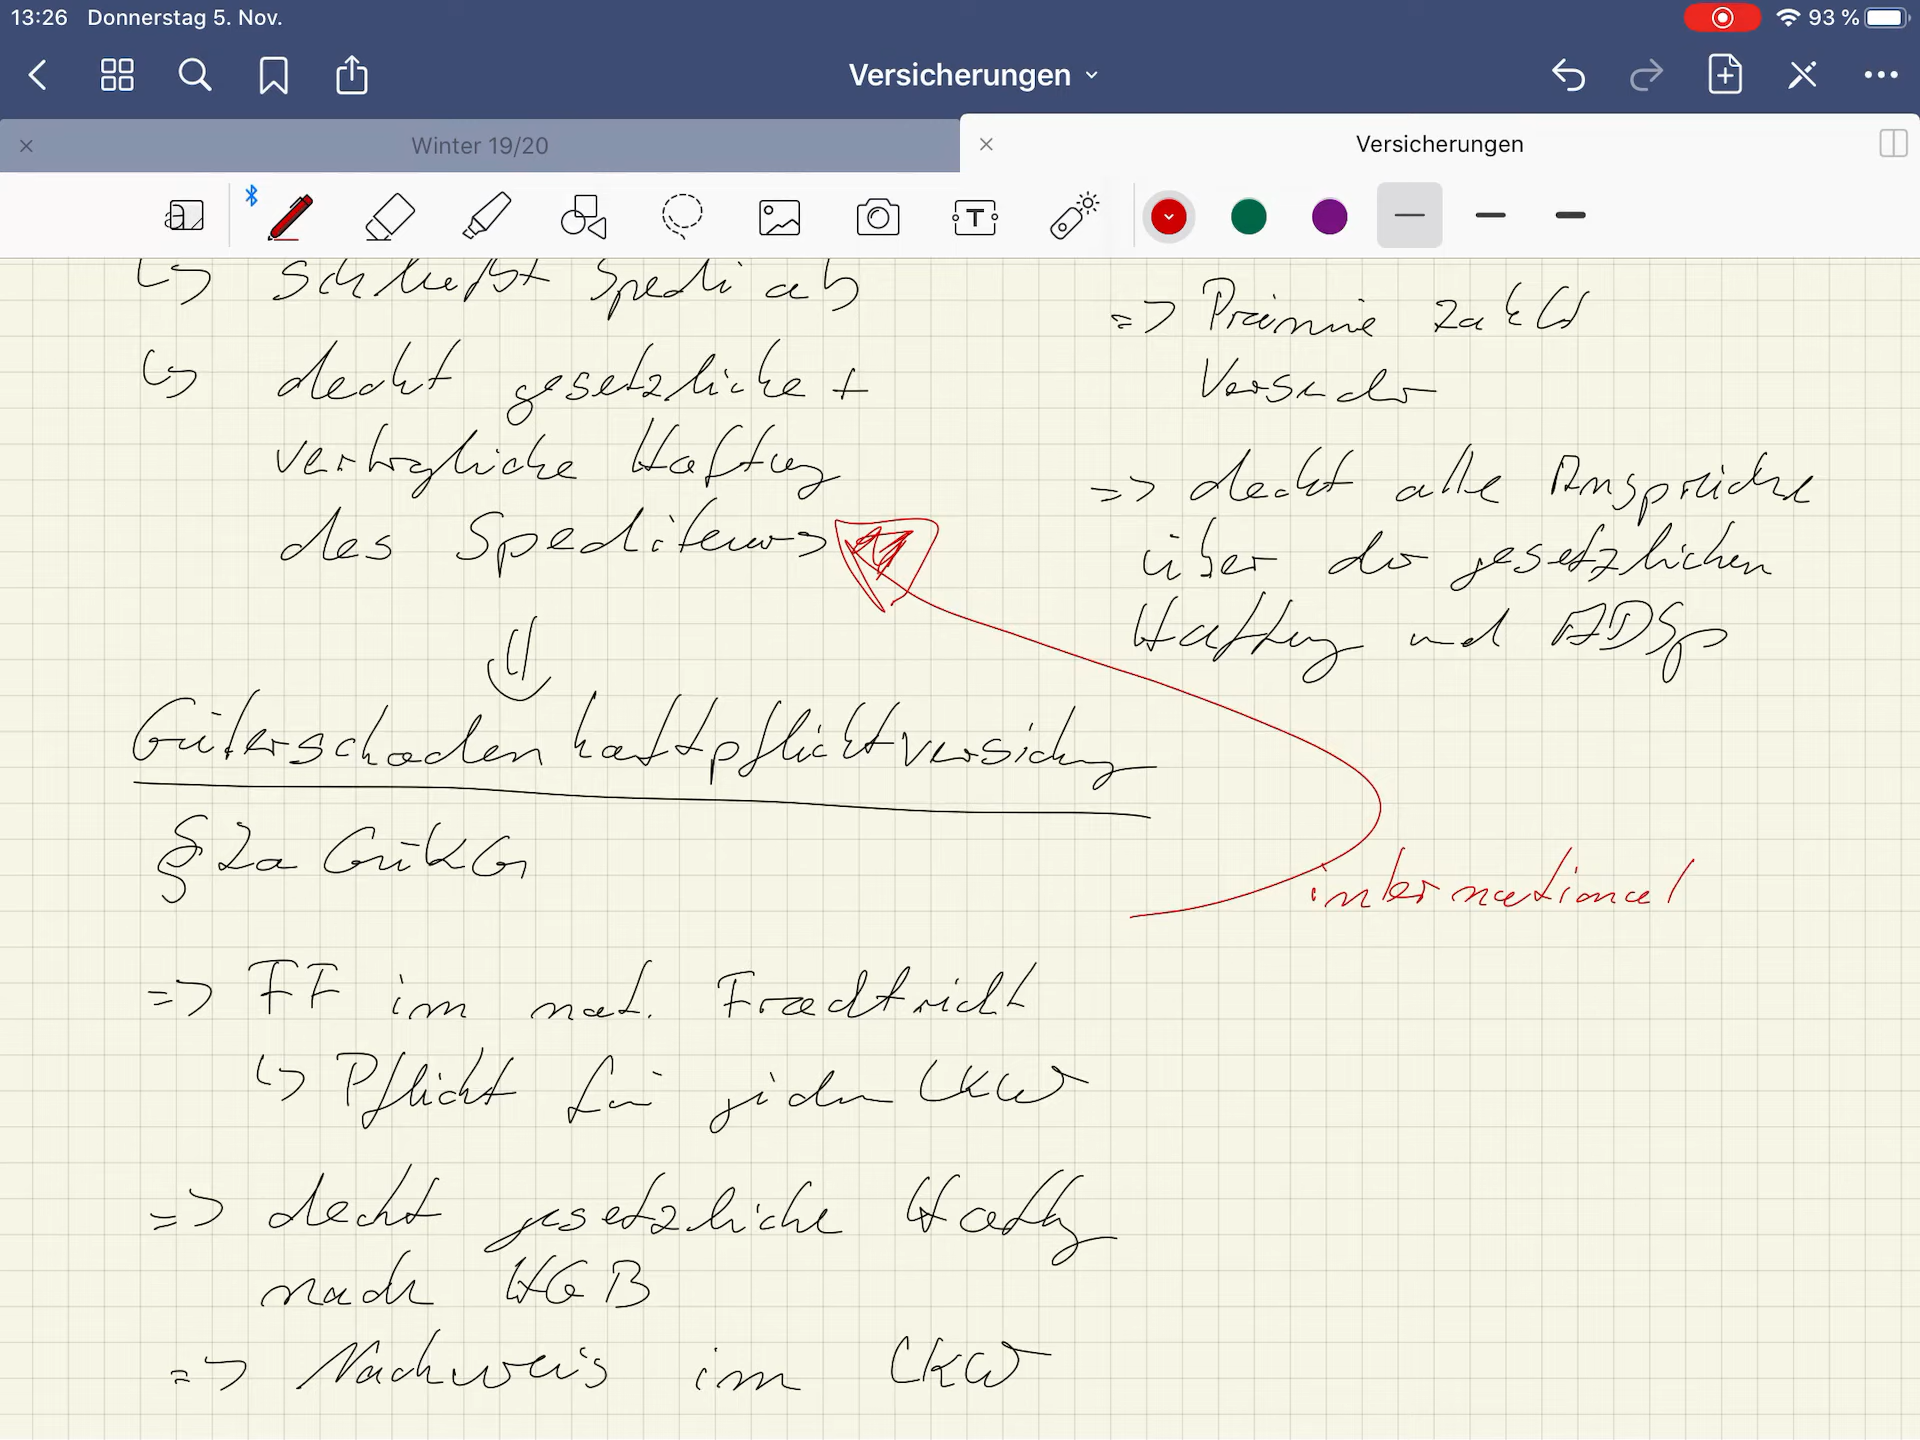 13:26 Donnerstag 5. Nov.
93 %
Versicherungen
Winter 19/20
Versicherungen
↳ schließt Spedi ab
↳ deckt gesetzliche +
vertragliche Haftung
des Spediteurs
⇓
Güterschadenhaftpflichtversicherung
§ 2a GüKG
=> FF im nat. Frachtrecht
↳ Pflicht für jeden LKW
=> deckt gesetzliche Haftung
nach HGB
=> Nachweis im LKW
=> Prämie zahlt
Versender
=> deckt alle Ansprüche
über der gesetzlichen
Haftung und ADSp
international